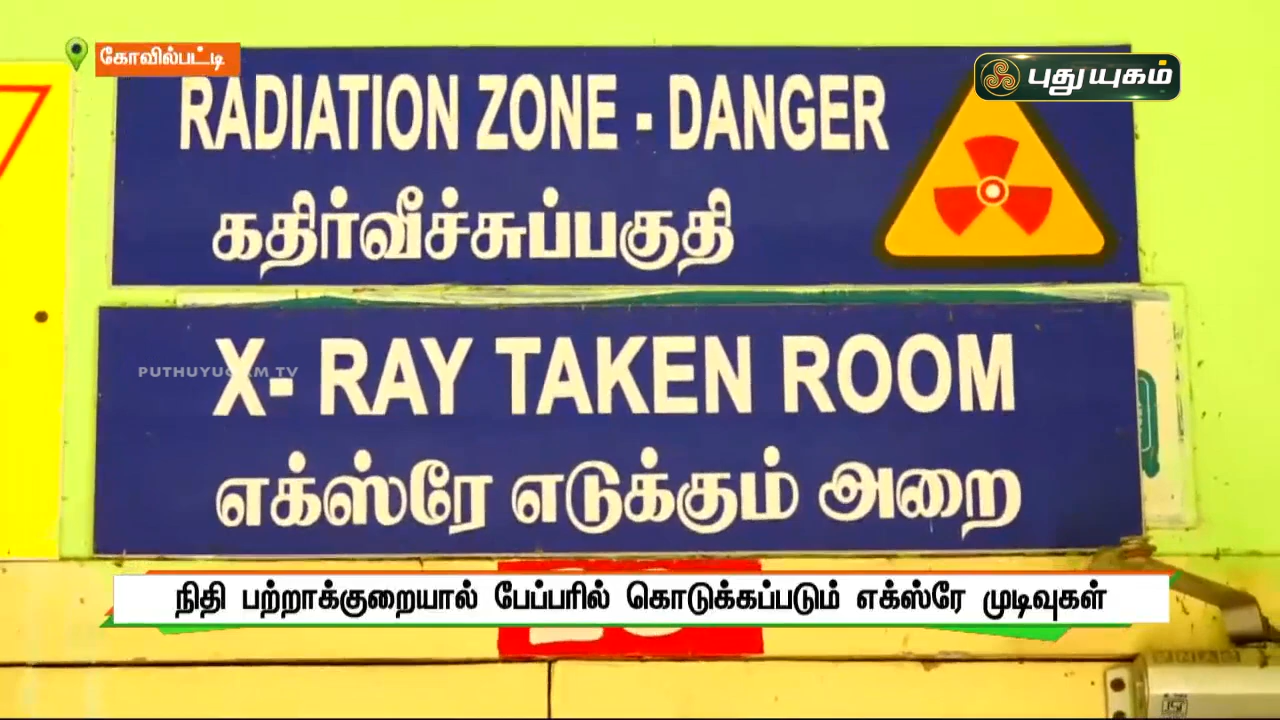 கோவில்பட்டி
புதுயுகம்
RADIATION ZONE - DANGER
கதிர்வீச்சுப்பகுதி
PUTHUYUGAM TV
X- RAY TAKEN ROOM
எக்ஸ்ரே எடுக்கும் அறை
நிதி பற்றாக்குறையால் பேப்பரில் கொடுக்கப்படும் எக்ஸ்ரே முடிவுகள்